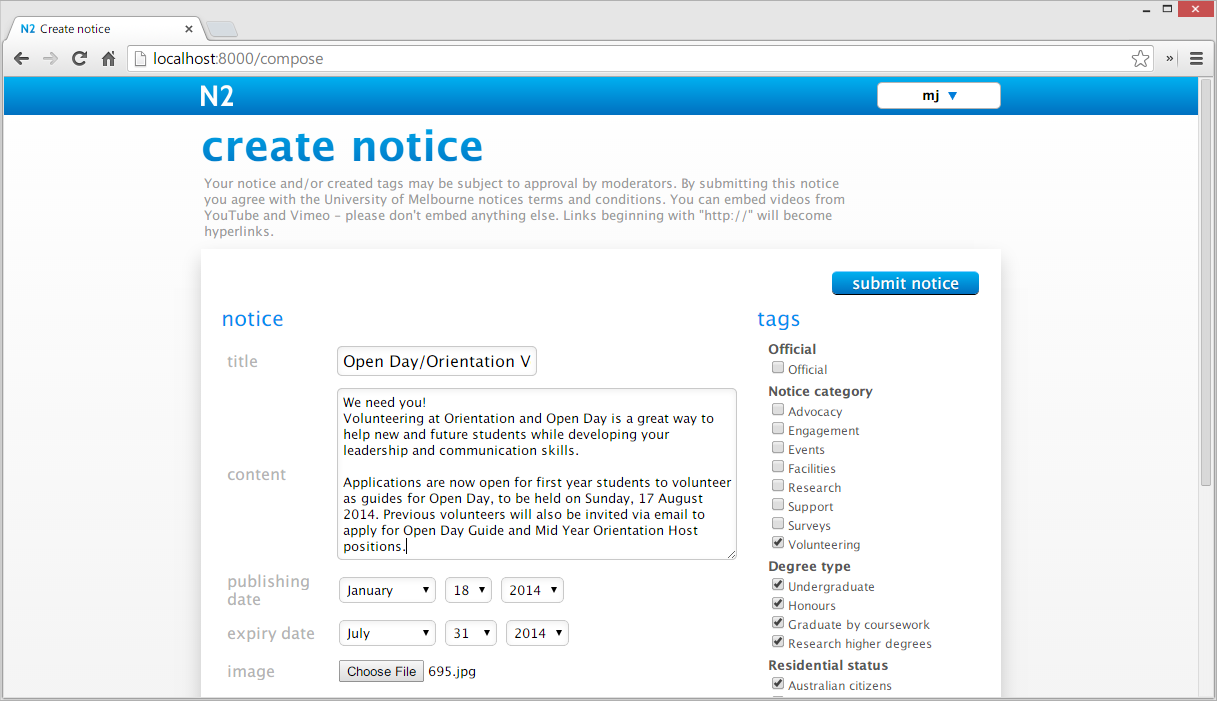 N2 Create notice
localhost:8000/compose
N2
mj
create notice
Your notice and/or created tags may be subject to approval by moderators. By submitting this notice
you agree with the University of Melbourne notices terms and conditions. You can embed videos from
YouTube and Vimeo – please don't embed anything else. Links beginning with "http://" will become
hyperlinks.
submit notice
notice
title
Open Day/Orientation V
content
We need you!
Volunteering at Orientation and Open Day is a great way to
help new and future students while developing your
leadership and communication skills.
Applications are now open for first year students to volunteer
as guides for Open Day, to be held on Sunday, 17 August
2014. Previous volunteers will also be invited via email to
apply for Open Day Guide and Mid Year Orientation Host
positions.
publishing
date
January 18 2014
expiry date July 31 2014
image Choose File 695.jpg
tags
Official
Official
Notice category
Advocacy
Engagement
Events
Facilities
Research
Support
Surveys
Volunteering
Degree type
Undergraduate
Honours
Graduate by coursework
Research higher degrees
Residential status
Australian citizens